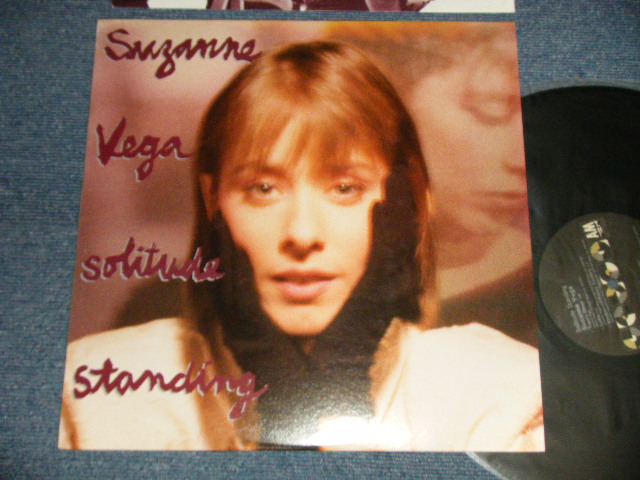 Suzanne
Vega
solitude
standing
A&M